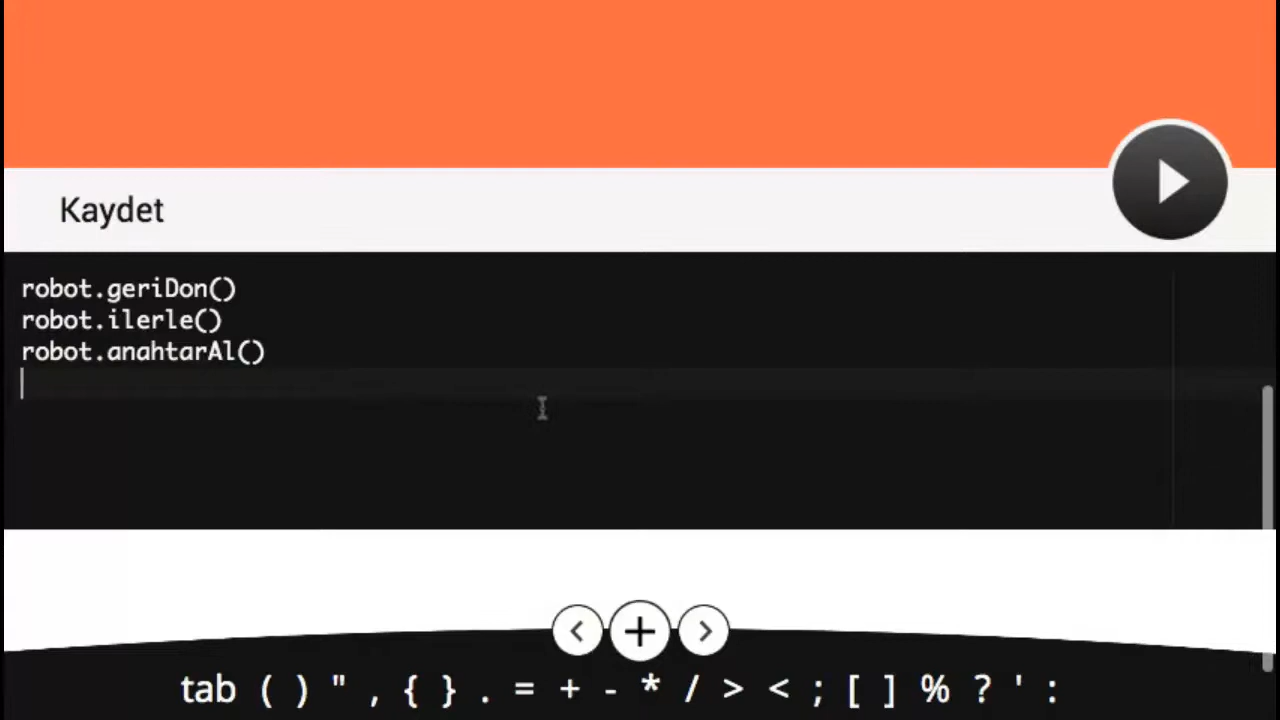 Kaydet
robot.geriDon()
robot.ilerle()
robot.anahtarAl()
tab ( ) " , { } . = + - * / > < ; [ ] % ? ' :